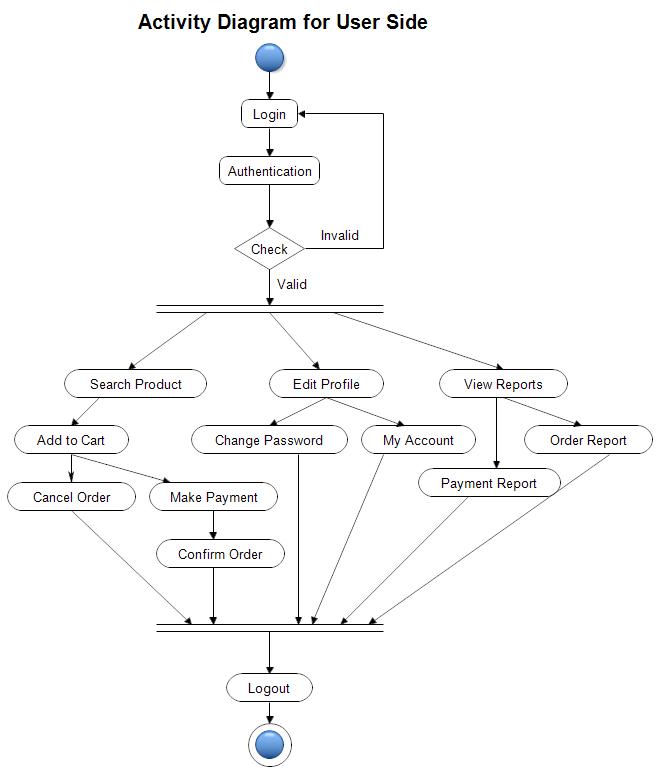 Activity Diagram for User Side
Login
Authentication
Check
Invalid
Valid
Search Product
Edit Profile
View Reports
Add to Cart
Change Password
My Account
Order Report
Cancel Order
Make Payment
Payment Report
Confirm Order
Logout